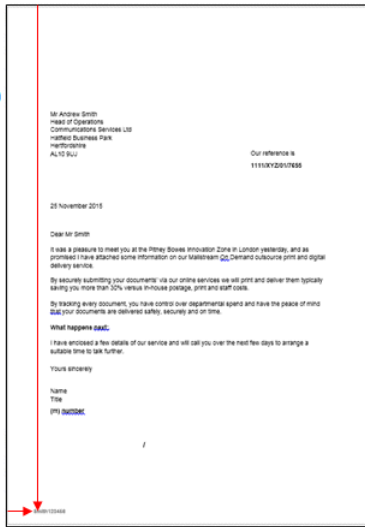 Mr Andrew Smith
Head of Operations
Communications Services Ltd
Hatfield Business Park
Hertfordshire
AL10 9UJ
Our reference is
1111/XYZ/01/7655
25 November 2015
Dear Mr Smith
It was a pleasure to meet you at the Pitney Bowes Innovation Zone in London yesterday, and as
promised I have attached some information on our Mailstream On Demand outsource print and digital
delivery service.
By securely submitting your documents' via our online services we will print and deliver them typically
saving you more than 30% versus in-house postage, print and staff costs.
By tracking every document, you have control over departmental spend and have the peace of mind
that your documents are delivered safely, securely and on time.
What happens next:
I have enclosed a few details of our service and will call you over the next few days to arrange a
suitable time to talk further.
Yours sincerely
Name
Title
(m) number
/